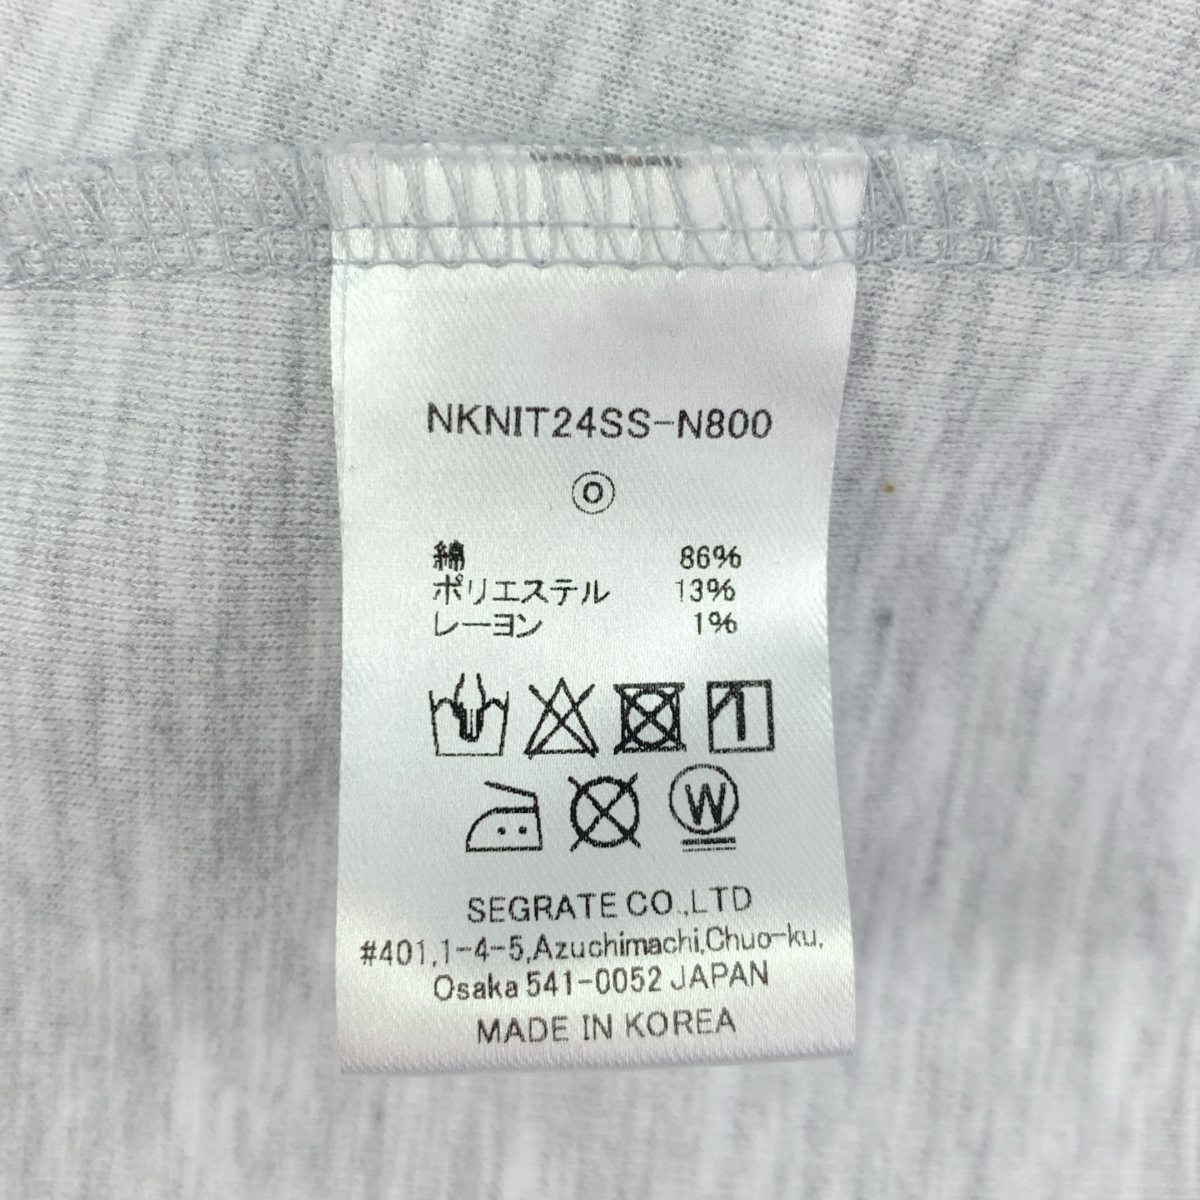 NKNIT24SS-N800
O
綿 86%
ポリエステル 13%
レーヨン 1%
W
SEGRATE CO.,LTD
#401,1-4-5,Azuchimachi,Chuo-ku,
Osaka 541-0052 JAPAN
MADE IN KOREA